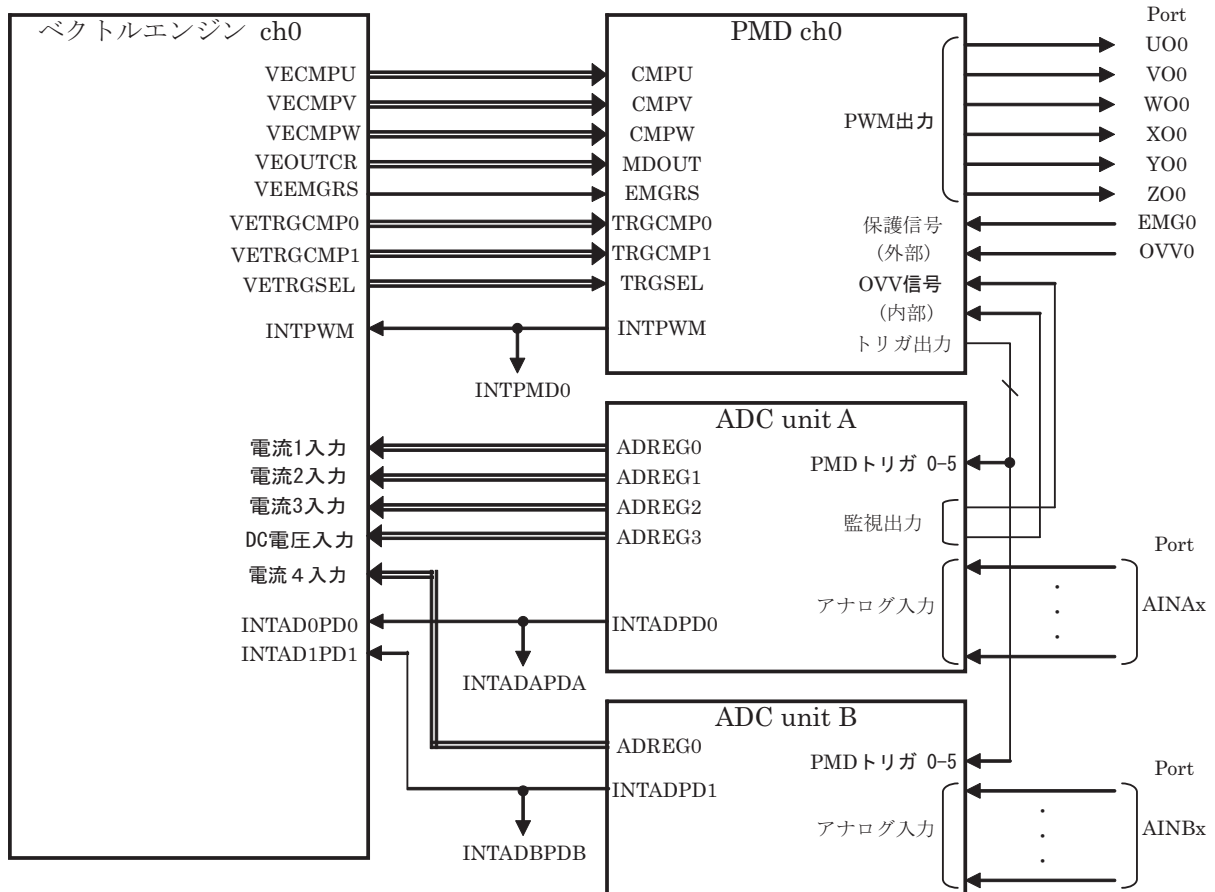 ベクトルエンジン ch0
VECMPU
VECMPV
VECMPW
VEOUTCR
VEEMGRS
VETRGCMP0
VETRGCMP1
VETRGSEL
INTPWM
電流1入力
電流2入力
電流3入力
DC電圧入力
電流４入力
INTAD0PD0
INTAD1PD1
INTPMD0
INTADAPDA
INTADBPDB
PMD ch0
CMPU
CMPV
CMPW
MDOUT
EMGRS
TRGCMP0
TRGCMP1
TRGSEL
INTPWM
PWM出力
保護信号
（外部）
OVV信号
（内部）
トリガ出力
Port
UO0
VO0
WO0
XO0
YO0
ZO0
EMG0
OVV0
ADC unit A
ADREG0
ADREG1
ADREG2
ADREG3
INTADPD0
PMDトリガ 0-5
監視出力
アナログ入力
Port
AINAx
ADC unit B
ADREG0
INTADPD1
PMDトリガ 0-5
アナログ入力
Port
AINBx